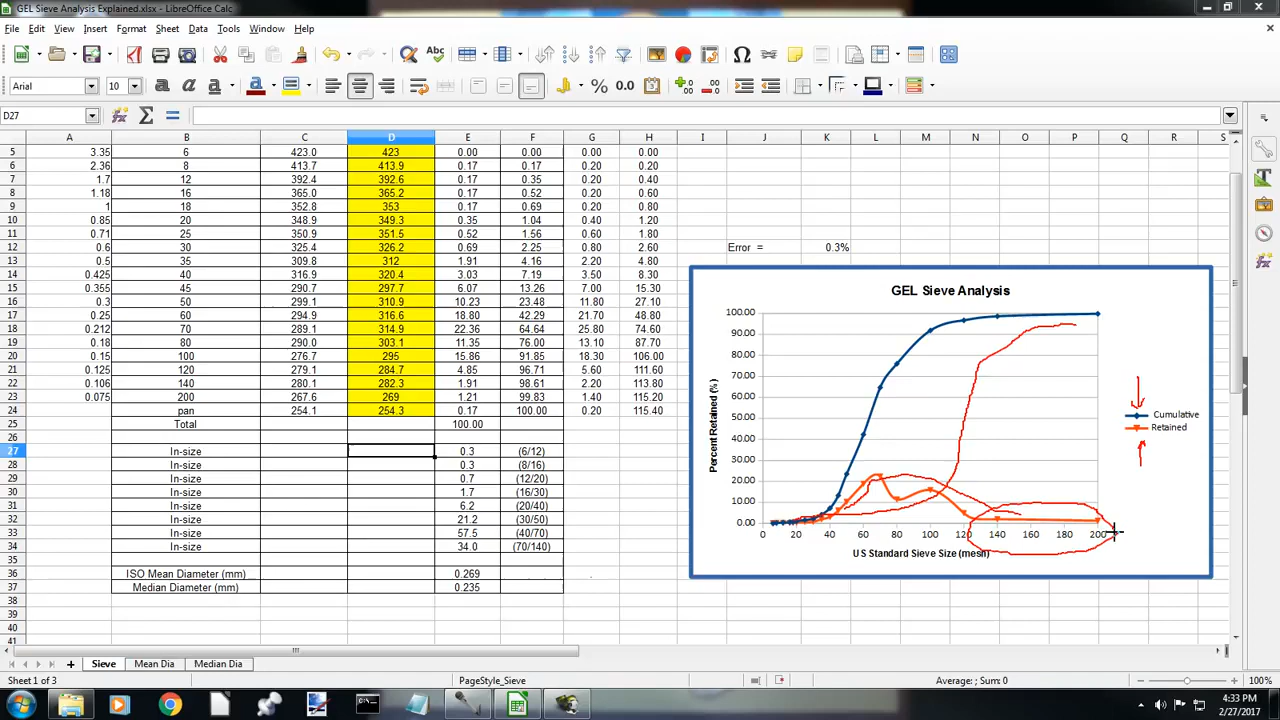 GEL Sieve Analysis Explained.xlsx - LibreOffice Calc
File Edit View Insert Format Sheet Data Tools Window Help
Arial 10
D27
A B C D E F G H I J K L M N O P Q R S
5 3.35 6 423.0 423 0.00 0.00 0.00 0.00
6 2.36 8 413.7 413.9 0.17 0.17 0.20 0.20
7 1.7 12 392.4 392.6 0.17 0.35 0.20 0.40
8 1.18 16 365.0 365.2 0.17 0.52 0.20 0.60
9 1 18 352.8 353 0.17 0.69 0.20 0.80
10 0.85 20 348.9 349.3 0.35 1.04 0.40 1.20
11 0.71 25 350.9 351.5 0.52 1.56 0.60 1.80
12 0.6 30 325.4 326.2 0.69 2.25 0.80 2.60 Error = 0.3%
13 0.5 35 309.8 312 1.91 4.16 2.20 4.80
14 0.425 40 316.9 320.4 3.03 7.19 3.50 8.30
15 0.355 45 290.7 297.7 6.07 13.26 7.00 15.30
16 0.3 50 299.1 310.9 10.23 23.48 11.80 27.10
17 0.25 60 294.9 316.6 18.80 42.29 21.70 48.80
18 0.212 70 289.1 314.9 22.36 64.64 25.80 74.60
19 0.18 80 290.0 303.1 11.35 76.00 13.10 87.70
20 0.15 100 276.7 295 15.86 91.85 18.30 106.00
21 0.125 120 279.1 284.7 4.85 96.71 5.60 111.60
22 0.106 140 280.1 282.3 1.91 98.61 2.20 113.80
23 0.075 200 267.6 269 1.21 99.83 1.40 115.20
24 pan 254.1 254.3 0.17 100.00 0.20 115.40
25 Total 100.00
26
27 In-size 0.3 (6/12)
28 In-size 0.3 (8/16)
29 In-size 0.7 (12/20)
30 In-size 1.7 (16/30)
31 In-size 6.2 (20/40)
32 In-size 21.2 (30/50)
33 In-size 57.5 (40/70)
34 In-size 34.0 (70/140)
35
36 ISO Mean Diameter (mm) 0.269
37 Median Diameter (mm) 0.235
38
39
40
41
GEL Sieve Analysis
100.00
90.00
80.00
70.00
60.00
50.00
40.00
30.00
20.00
10.00
0.00
Percent Retained (%)
0 20 40 60 80 100 120 140 160 180 200
US Standard Sieve Size (mesh)
Cumulative
Retained
Sieve Mean Dia Median Dia
Sheet 1 of 3 PageStyle_Sieve Average: ; Sum: 0 100%
4:33 PM
2/27/2017